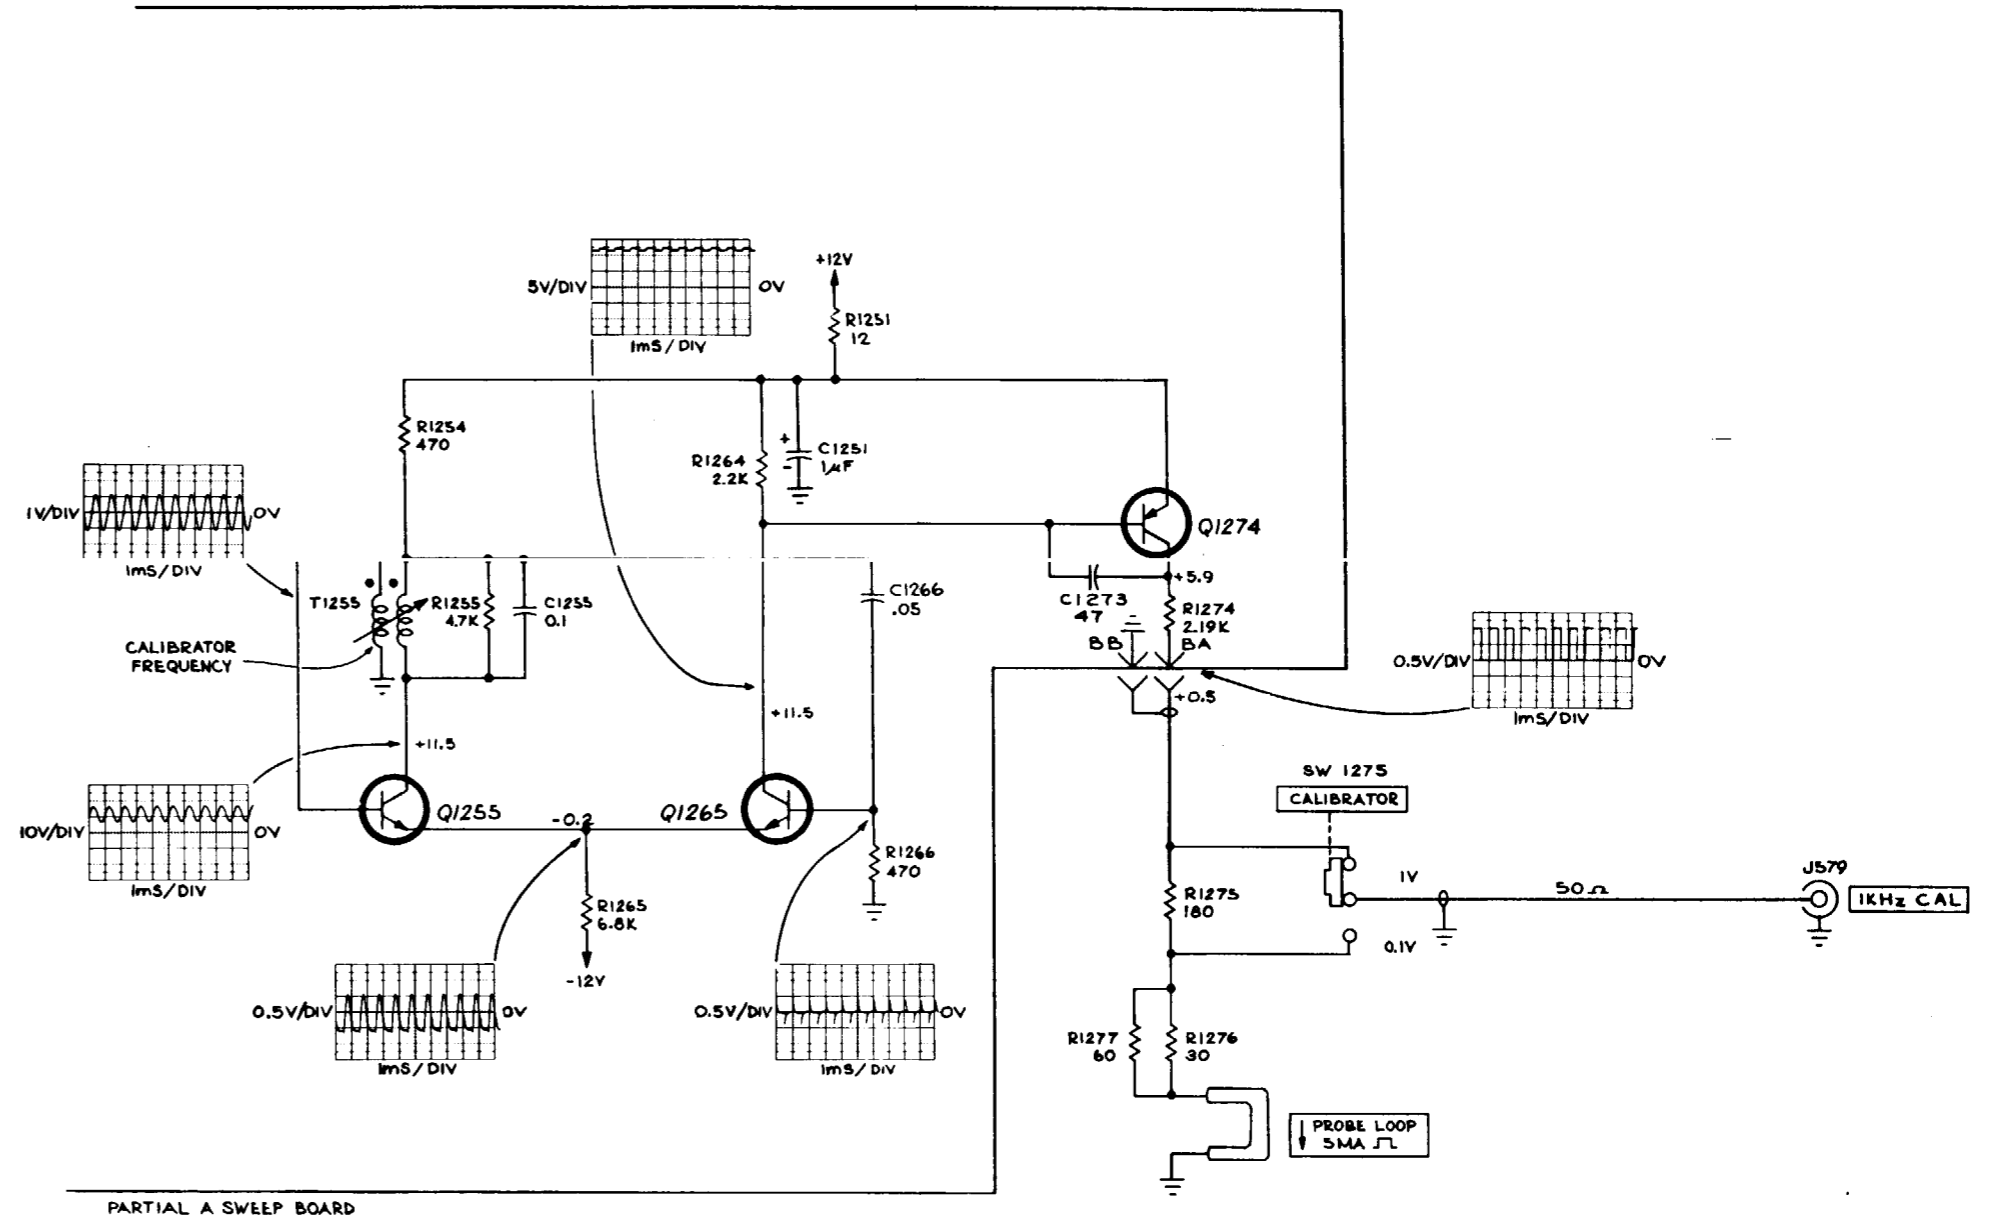 +12V
5V/DIV
0V
1mS/DIV
R1251
12
R1254
470
R1264
2.2K
+
-
C1251
1µF
1V/DIV
0V
1mS/DIV
Q1274
+5.9
T1255
R1255
4.7K
C1255
0.1
C1266
.05
C1273
47
R1274
2.19K
BB
BA
CALIBRATOR
FREQUENCY
0.5V/DIV
0V
1mS/DIV
+0.5
+11.5
+11.5
10V/DIV
0V
1mS/DIV
Q1255
-0.2
Q1265
SW 1275
CALIBRATOR
R1266
470
R1265
6.8K
-12V
R1275
180
1V
0.1V
50Ω
J579
1KHz CAL
0.5V/DIV
0V
1mS/DIV
0.5V/DIV
0V
1mS/DIV
R1277
60
R1276
30
PROBE LOOP
5MA
PARTIAL A SWEEP BOARD